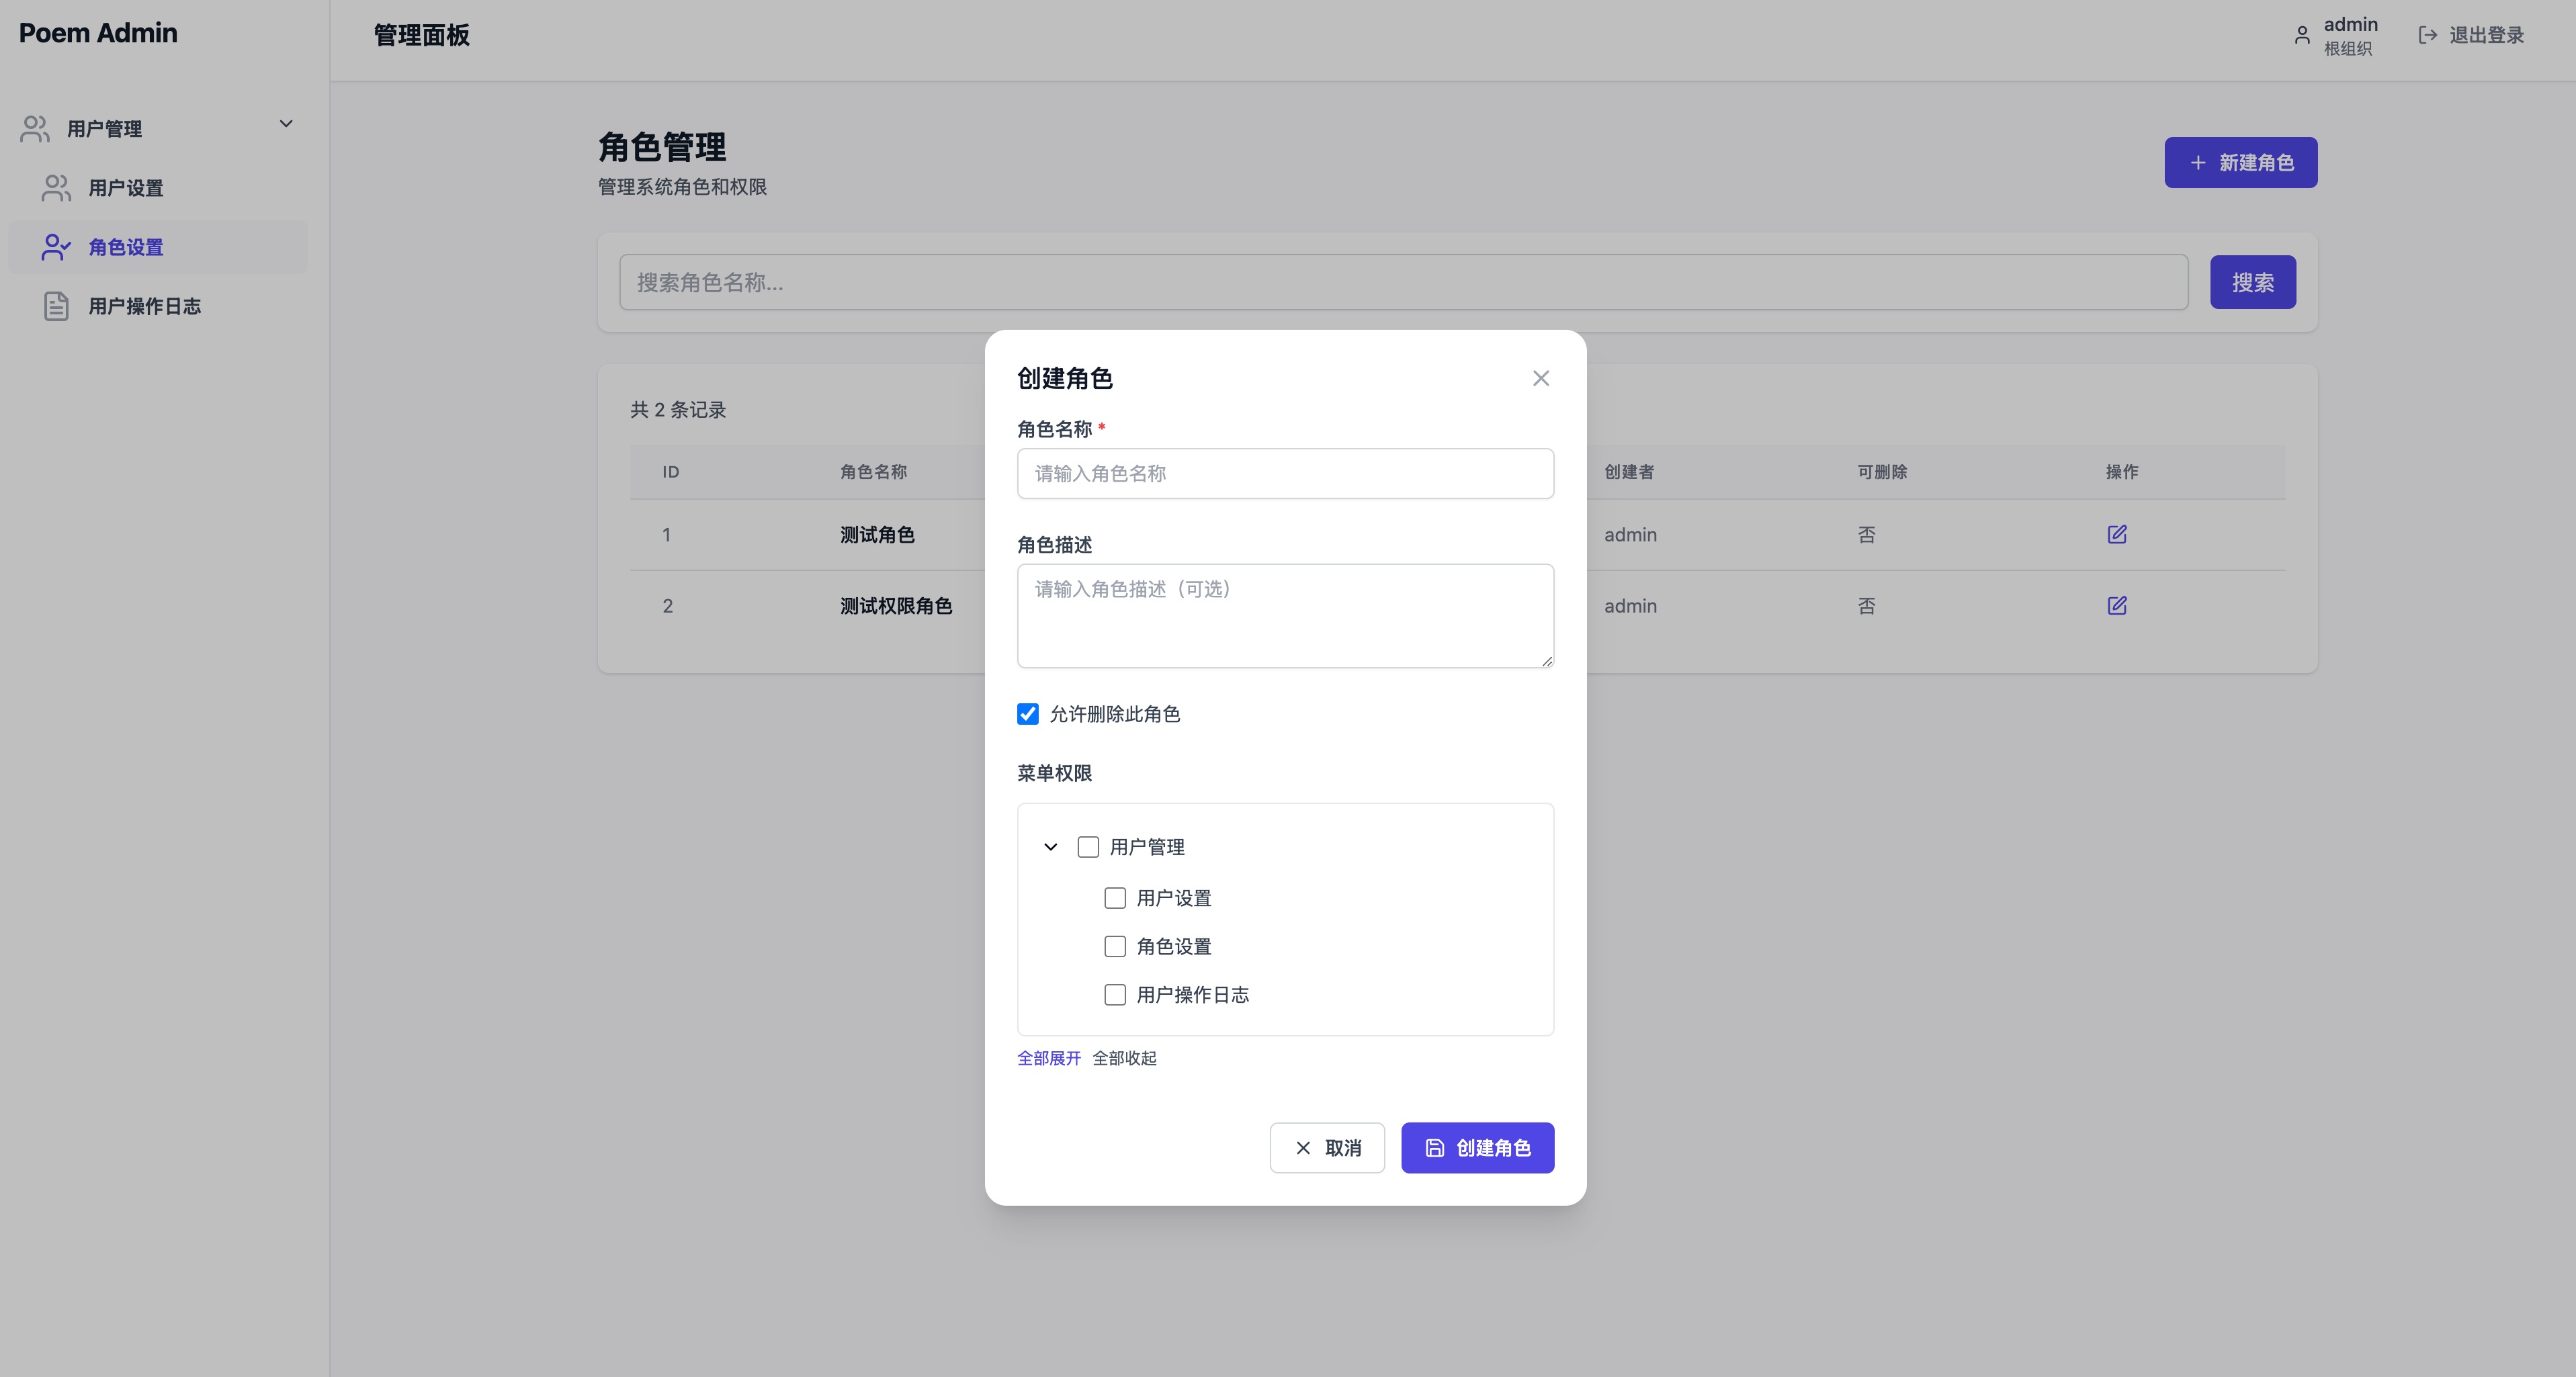 Poem Admin
管理面板
admin
根组织
退出登录
用户管理
用户设置
角色设置
用户操作日志
角色管理
管理系统角色和权限
新建角色
搜索角色名称...
搜索
共 2 条记录
ID 角色名称 创建者 可删除 操作
1 测试角色 admin 否
2 测试权限角色 admin 否
创建角色
角色名称 *
请输入角色名称
角色描述
请输入角色描述（可选）
允许删除此角色
菜单权限
用户管理
用户设置
角色设置
用户操作日志
全部展开 全部收起
取消 创建角色